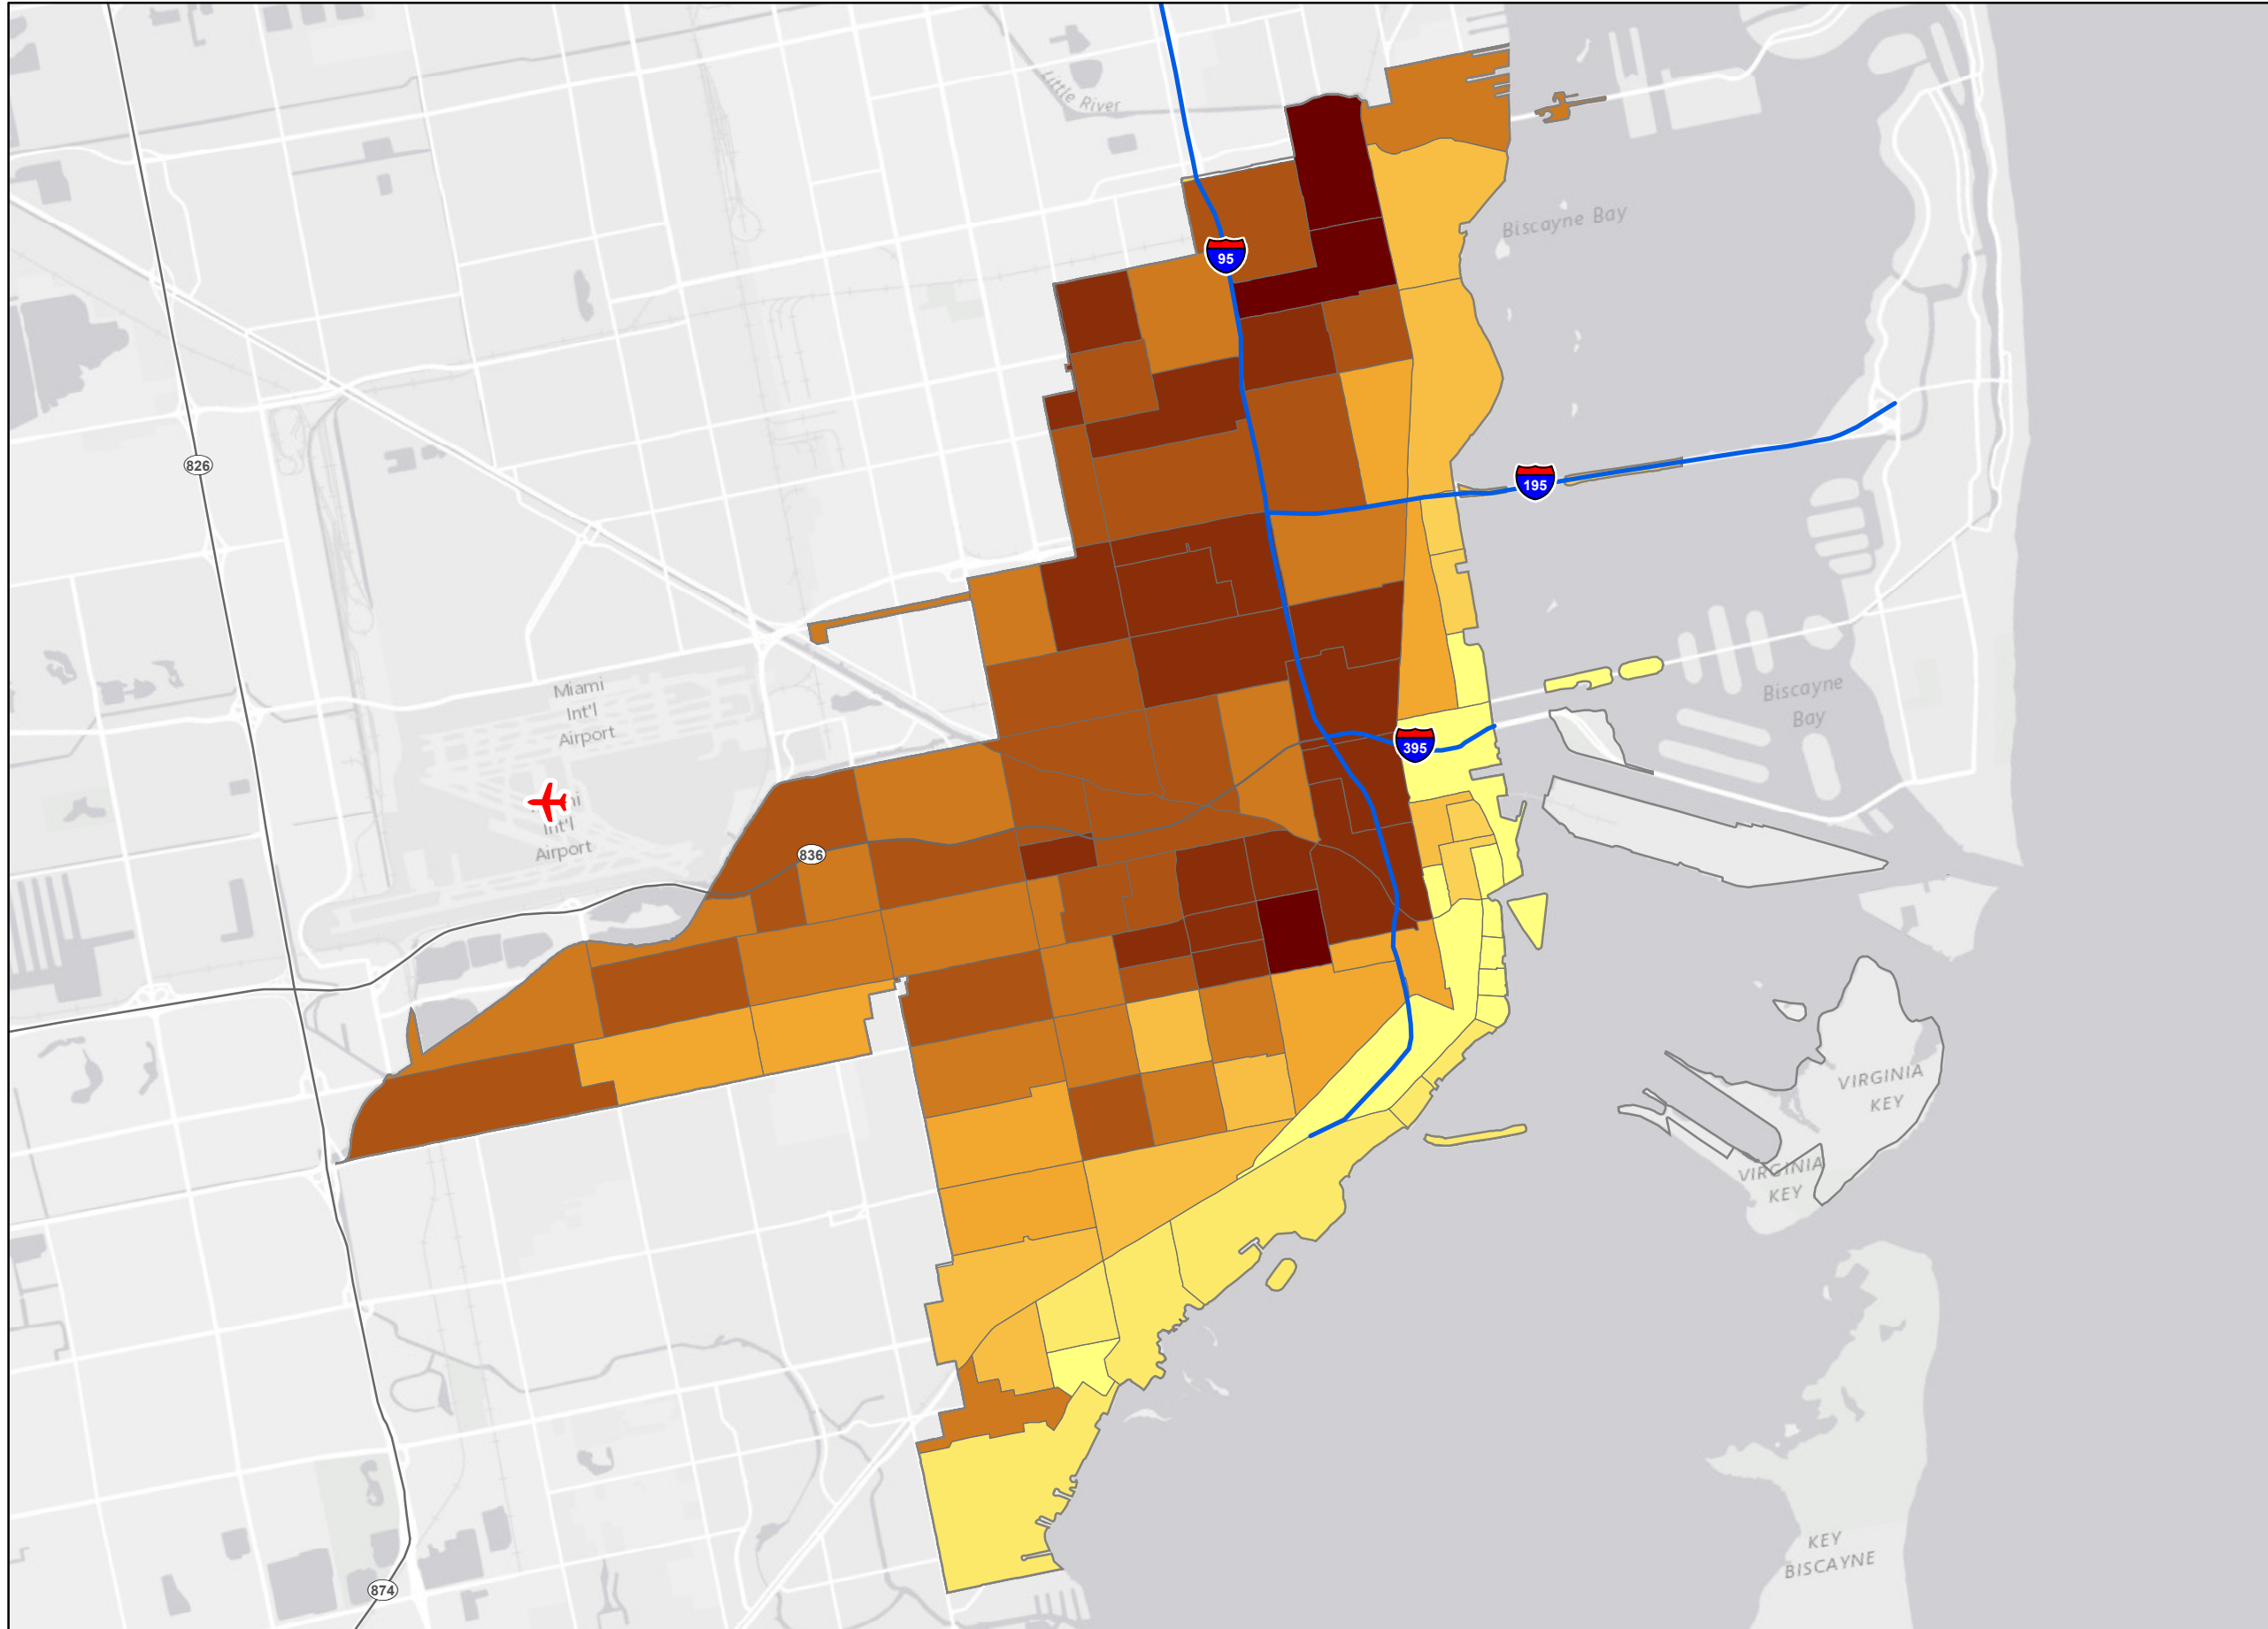 Little River
Biscayne Bay
95
826
195
Miami
Int'l
Airport
Biscayne
Bay
395
Int'l
Airport
836
VIRGINIA
KEY
VIRGINIA
KEY
KEY
BISCAYNE
874